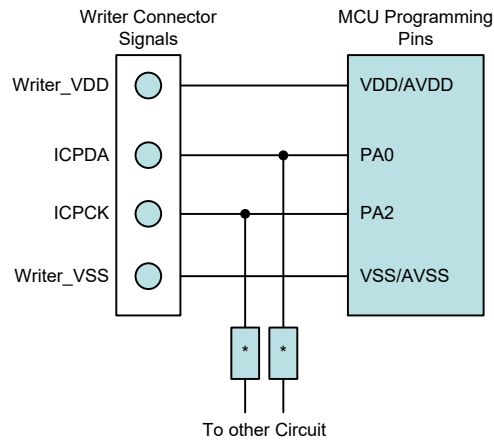 Writer Connector
Signals
MCU Programming
Pins
Writer_VDD
VDD/AVDD
ICPDA
PA0
ICPCK
PA2
Writer_VSS
VSS/AVSS
* *
To other Circuit